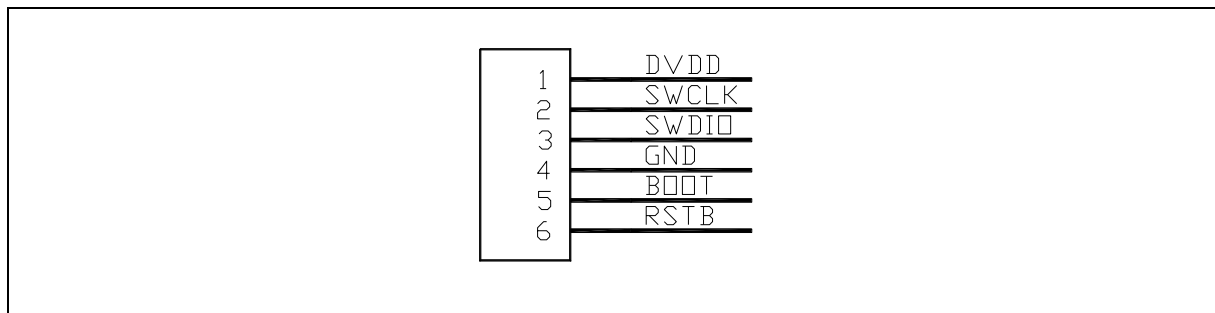 1 DVDD
2 SWCLK
3 SWDIO
4 GND
5 BOOT
6 RSTB